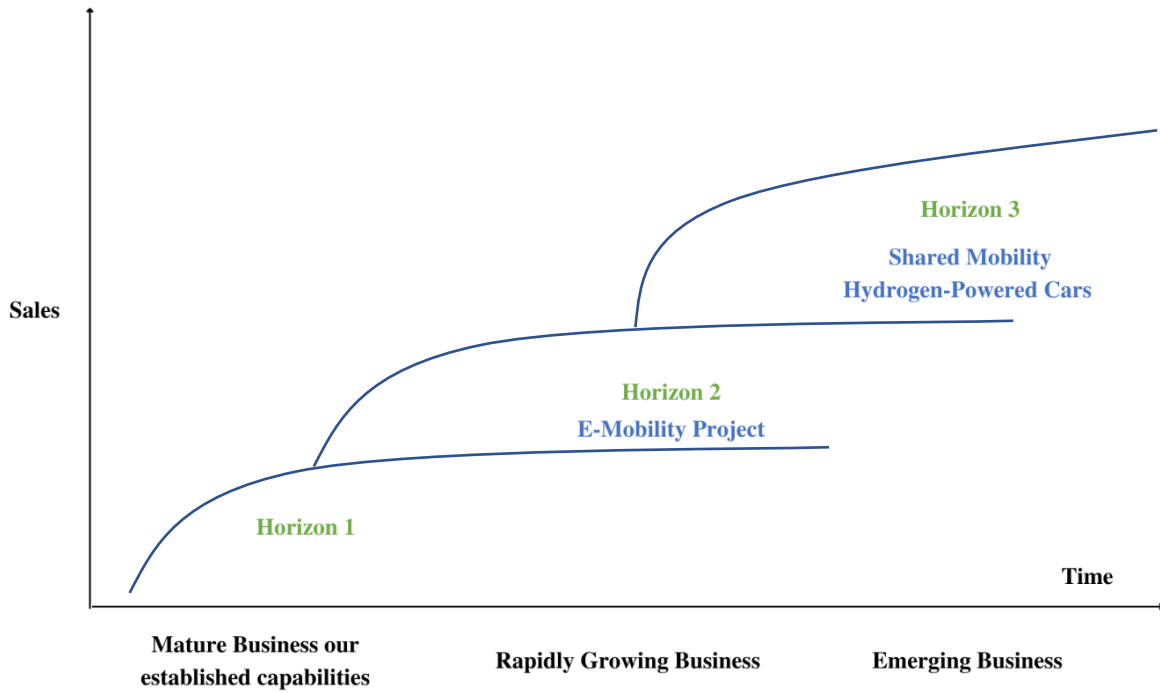 Horizon 3
Shared Mobility
Hydrogen-Powered Cars
Sales
Horizon 2
E-Mobility Project
Horizon 1
Time
Mature Business our
established capabilities
Rapidly Growing Business
Emerging Business